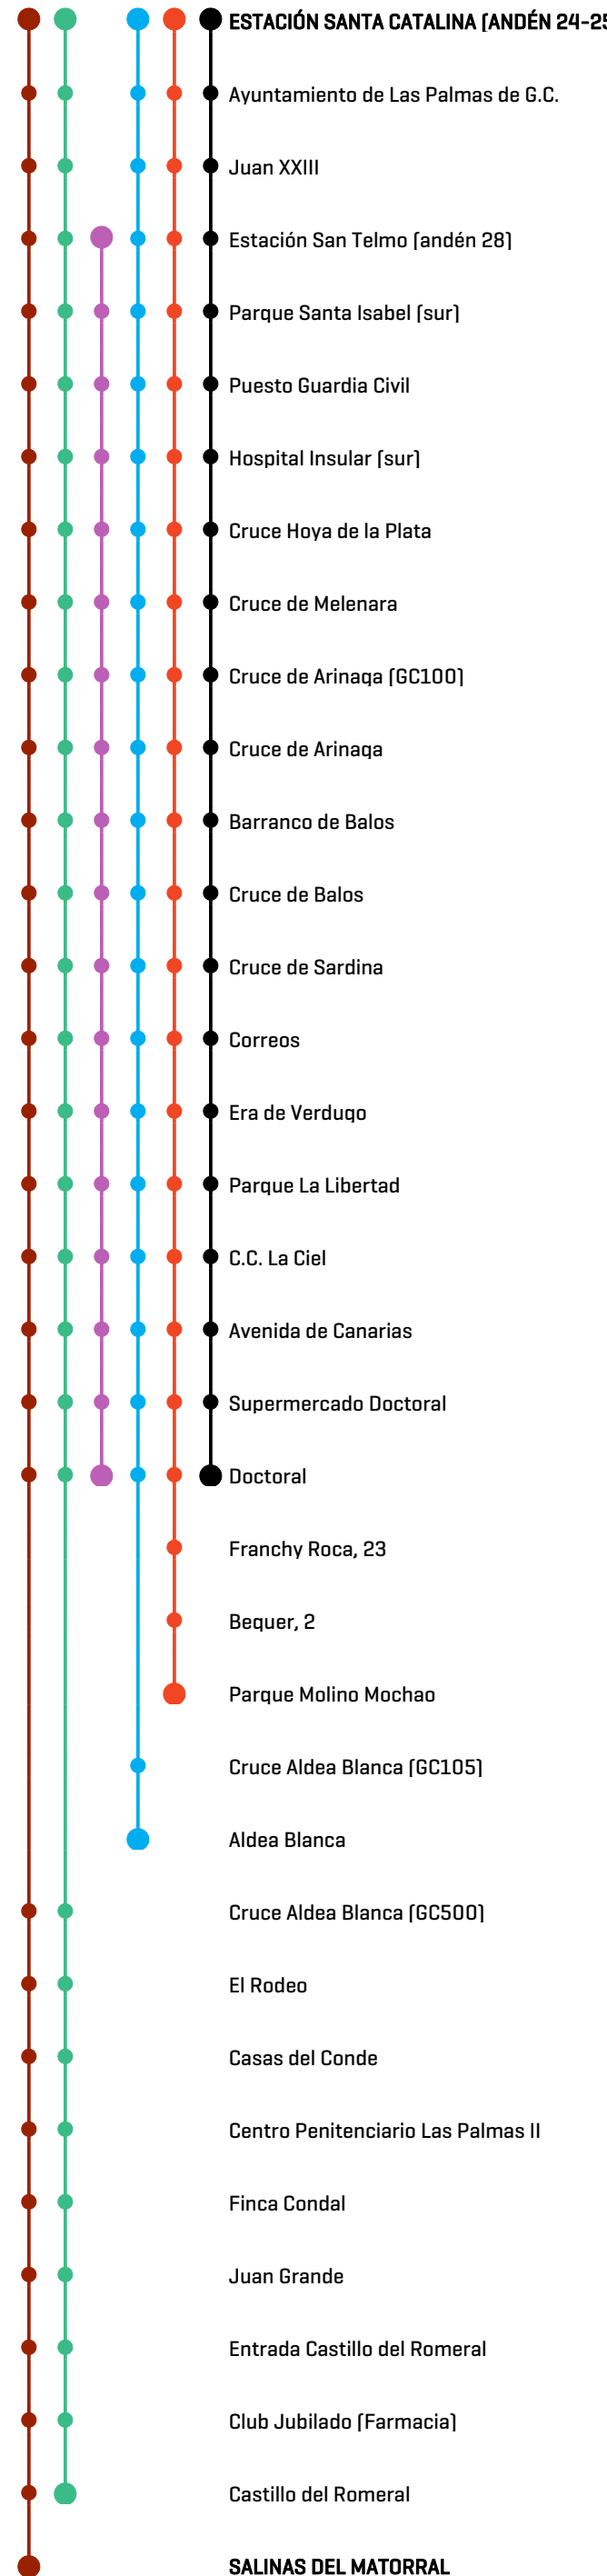 ESTACIÓN SANTA CATALINA (ANDÉN 24-25
Ayuntamiento de Las Palmas de G.C.
Juan XXIII
Estación San Telmo (andén 28)
Parque Santa Isabel (sur)
Puesto Guardia Civil
Hospital Insular (sur)
Cruce Hoya de la Plata
Cruce de Melenara
Cruce de Arinaga (GC100)
Cruce de Arinaga
Barranco de Balos
Cruce de Balos
Cruce de Sardina
Correos
Era de Verdugo
Parque La Libertad
C.C. La Ciel
Avenida de Canarias
Supermercado Doctoral
Doctoral
Franchy Roca, 23
Bequer, 2
Parque Molino Mochao
Cruce Aldea Blanca (GC105)
Aldea Blanca
Cruce Aldea Blanca (GC500)
El Rodeo
Casas del Conde
Centro Penitenciario Las Palmas II
Finca Condal
Juan Grande
Entrada Castillo del Romeral
Club Jubilado (Farmacia)
Castillo del Romeral
SALINAS DEL MATORRAL